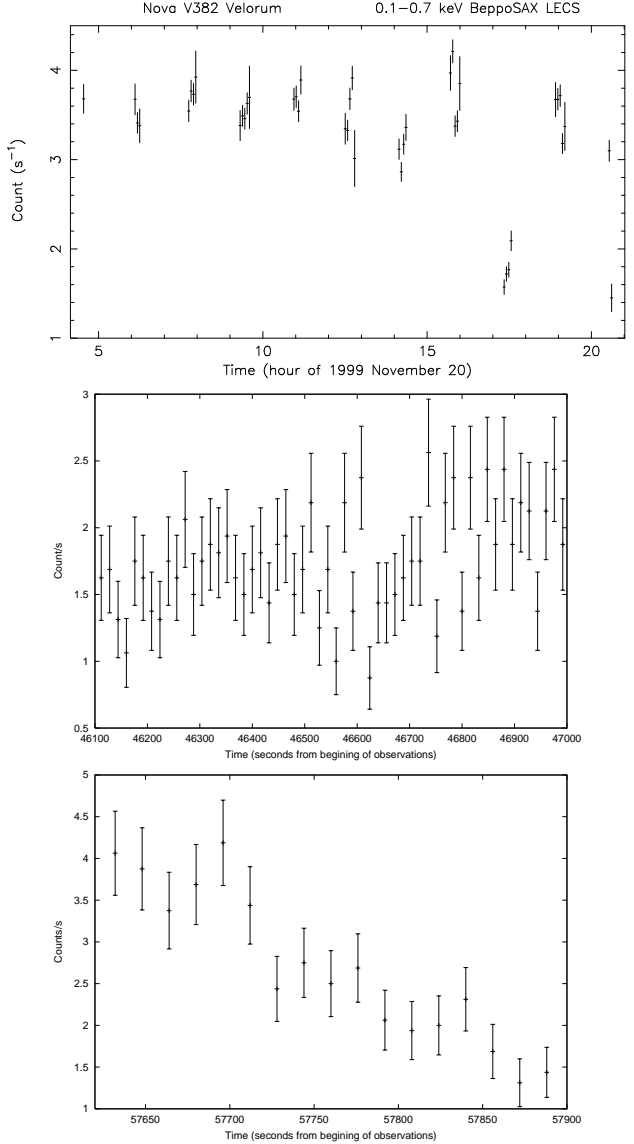 Nova V382 Velorum 0.1−0.7 keV BeppoSAX LECS
4
3
2
1
Count (s⁻¹)
5 10 15 20
Time (hour of 1999 November 20)
3
2.5
2
1.5
1
0.5
Count/s
46100 46200 46300 46400 46500 46600 46700 46800 46900 47000
Time (seconds from begining of observations)
5
4.5
4
3.5
3
2.5
2
1.5
1
Counts/s
57650 57700 57750 57800 57850 57900
Time (seconds from begining of observations)